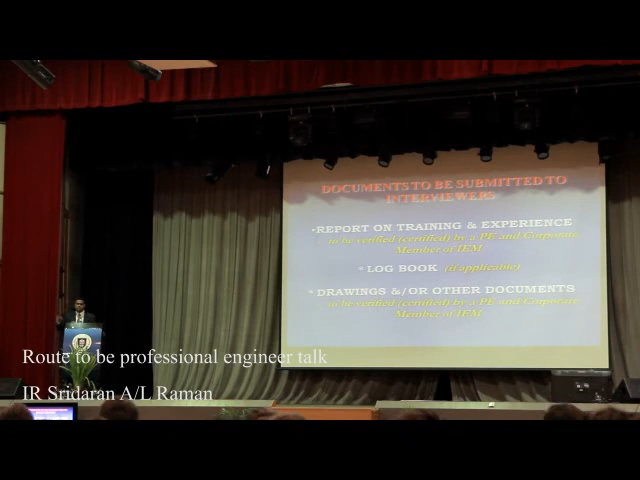 DOCUMENTS TO BE SUBMITTED TO
INTERVIEWERS
•REPORT ON TRAINING & EXPERIENCE
to be verified (certified) by a PE and Corporate
Member of IEM
• LOG BOOK (if applicable)
• DRAWINGS &/OR OTHER DOCUMENTS
to be verified (certified) by a PE and Corporate
Member of IEM
Route to be professional engineer talk
IR Sridaran A/L Raman